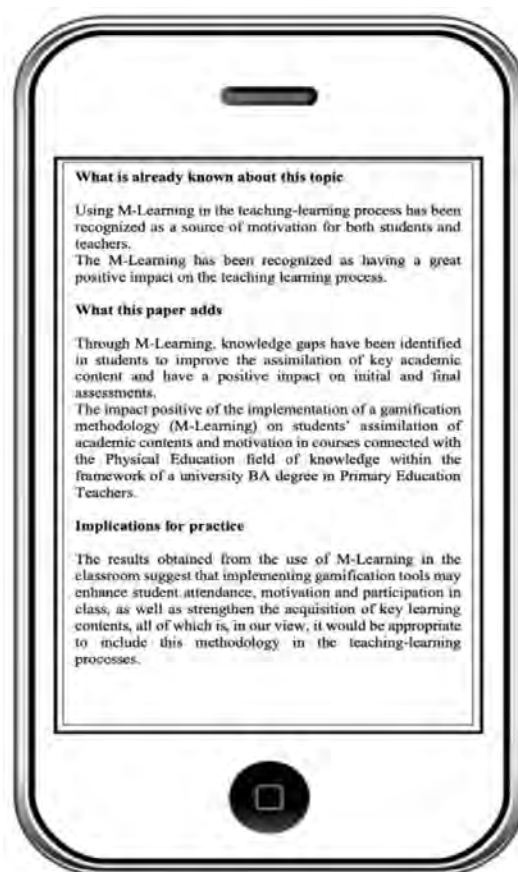 What is already known about this topic
Using M-Learning in the teaching-learning process has been
recognized as a source of motivation for both students and
teachers.
The M-Learning has been recognized as having a great
positive impact on the teaching learning process.
What this paper adds
Through M-Learning, knowledge gaps have been identified
in students to improve the assimilation of key academic
content and have a positive impact on initial and final
assessments.
The impact positive of the implementation of a gamification
methodology (M-Learning) on students' assimilation of
academic contents and motivation in courses connected with
the Physical Education field of knowledge within the
framework of a university BA degree in Primary Education
Teachers.
Implications for practice
The results obtained from the use of M-Learning in the
classroom suggest that implementing gamification tools may
enhance student attendance, motivation and participation in
class, as well as strengthen the acquisition of key learning
contents, all of which is, in our view, it would be appropriate
to include this methodology in the teaching-learning
processes.